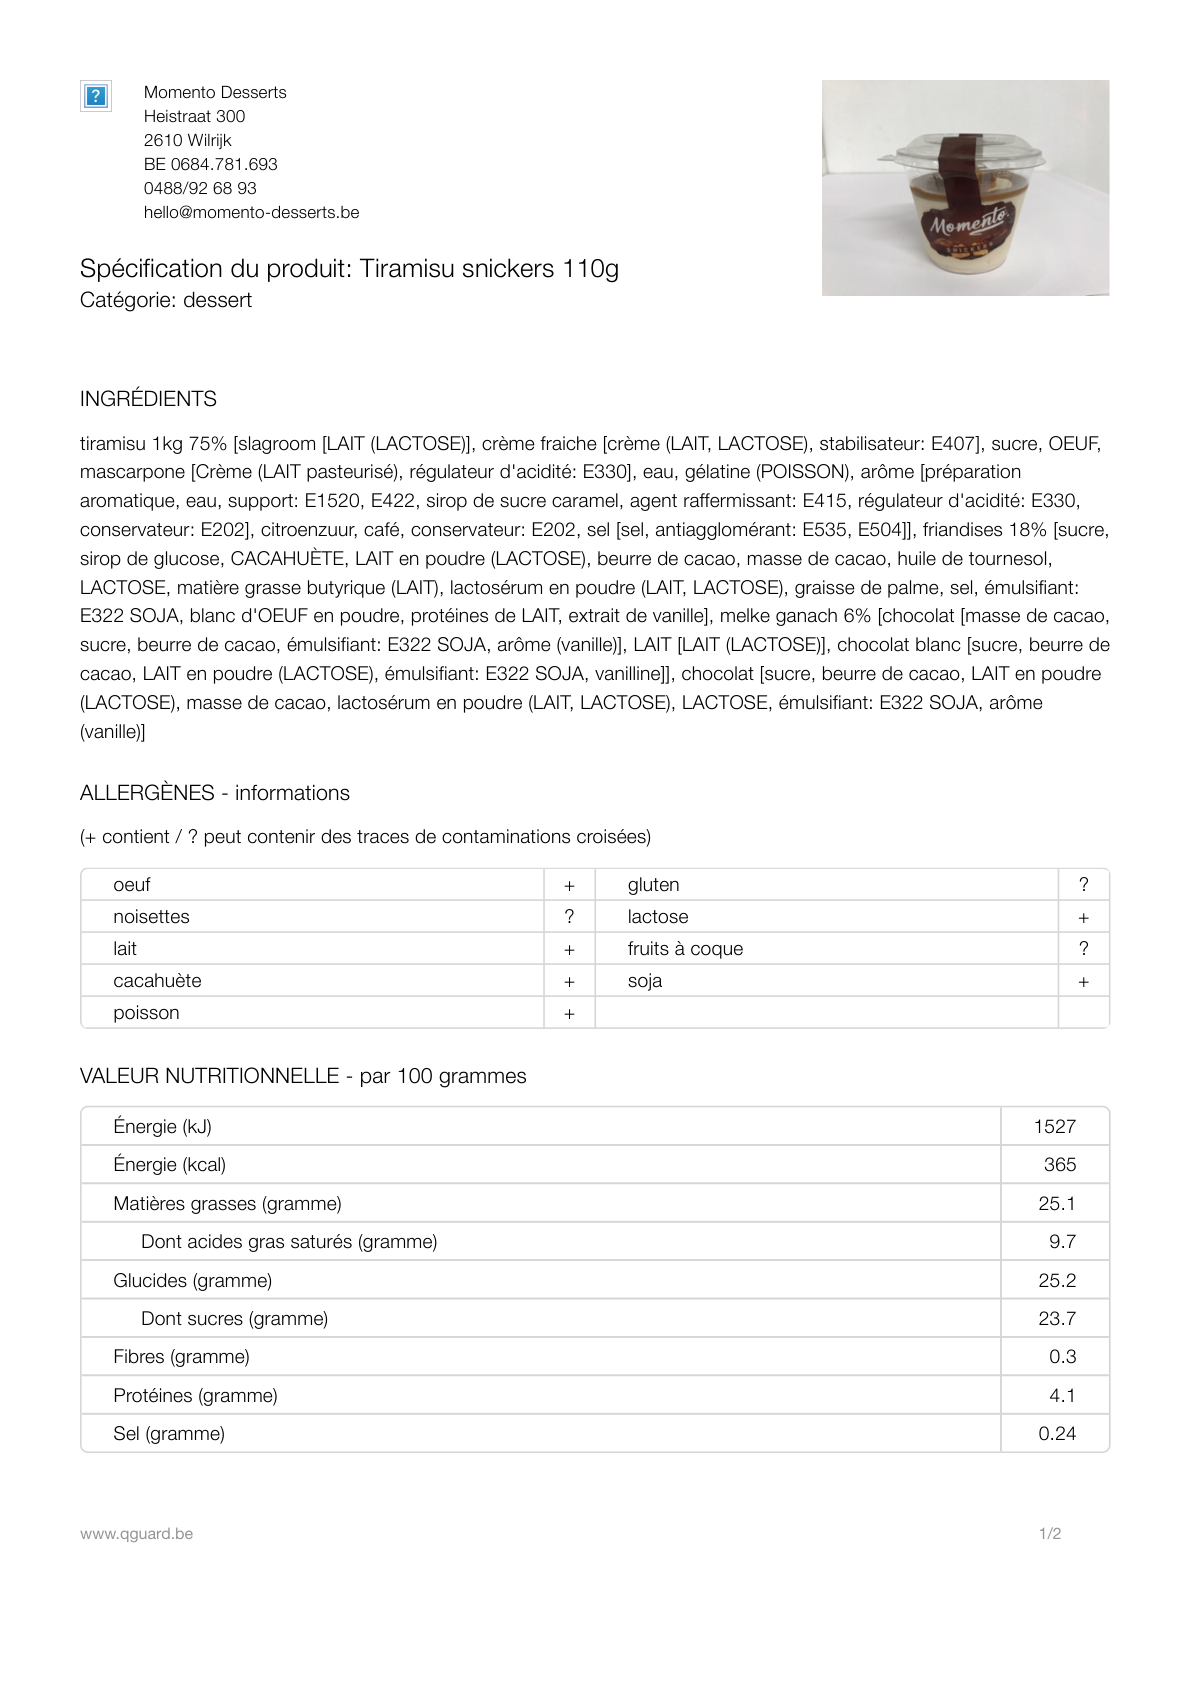 ?
Momento Desserts
Heistraat 300
2610 Wilrijk
BE 0684.781.693
0488/92 68 93
hello@momento-desserts.be
Momento
SNICKERS
Spécification du produit: Tiramisu snickers 110g
Catégorie: dessert
INGRÉDIENTS
tiramisu 1kg 75% [slagroom [LAIT (LACTOSE)], crème fraiche [crème (LAIT, LACTOSE), stabilisateur: E407], sucre, OEUF,
mascarpone [Crème (LAIT pasteurisé), régulateur d'acidité: E330], eau, gélatine (POISSON), arôme [préparation
aromatique, eau, support: E1520, E422, sirop de sucre caramel, agent raffermissant: E415, régulateur d'acidité: E330,
conservateur: E202], citroenzuur, café, conservateur: E202, sel [sel, antiagglomérant: E535, E504]], friandises 18% [sucre,
sirop de glucose, CACAHUÈTE, LAIT en poudre (LACTOSE), beurre de cacao, masse de cacao, huile de tournesol,
LACTOSE, matière grasse butyrique (LAIT), lactosérum en poudre (LAIT, LACTOSE), graisse de palme, sel, émulsifiant:
E322 SOJA, blanc d'OEUF en poudre, protéines de LAIT, extrait de vanille], melke ganach 6% [chocolat [masse de cacao,
sucre, beurre de cacao, émulsifiant: E322 SOJA, arôme (vanille)], LAIT [LAIT (LACTOSE)], chocolat blanc [sucre, beurre de
cacao, LAIT en poudre (LACTOSE), émulsifiant: E322 SOJA, vanilline]], chocolat [sucre, beurre de cacao, LAIT en poudre
(LACTOSE), masse de cacao, lactosérum en poudre (LAIT, LACTOSE), LACTOSE, émulsifiant: E322 SOJA, arôme
(vanille)]
ALLERGÈNES - informations
(+ contient / ? peut contenir des traces de contaminations croisées)
oeuf + gluten ?
noisettes ? lactose +
lait + fruits à coque ?
cacahuète + soja +
poisson +
VALEUR NUTRITIONNELLE - par 100 grammes
Énergie (kJ) 1527
Énergie (kcal) 365
Matières grasses (gramme) 25.1
Dont acides gras saturés (gramme) 9.7
Glucides (gramme) 25.2
Dont sucres (gramme) 23.7
Fibres (gramme) 0.3
Protéines (gramme) 4.1
Sel (gramme) 0.24
www.qguard.be 1/2